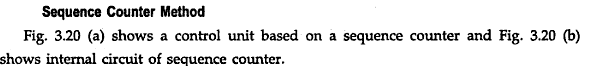 Sequence Counter Method
Fig. 3.20 (a) shows a control unit based on a sequence counter and Fig. 3.20 (b)
shows internal circuit of sequence counter.